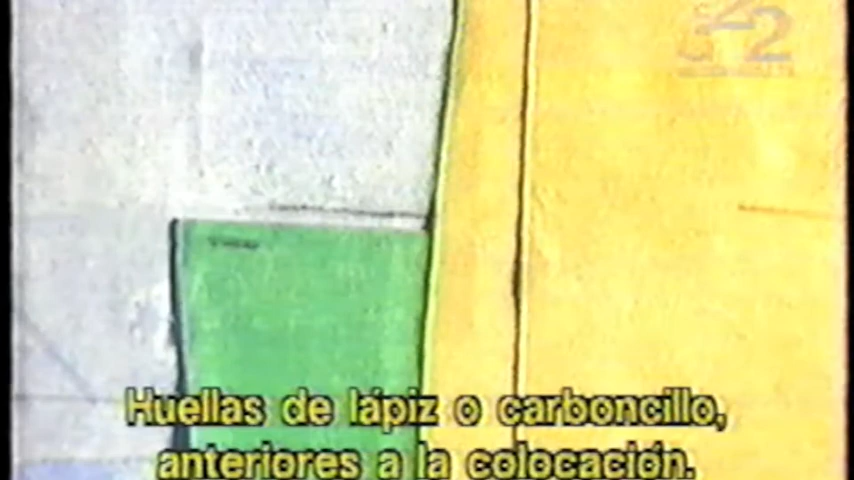 Huellas de lápiz o carboncillo,
anteriores a la colocación.